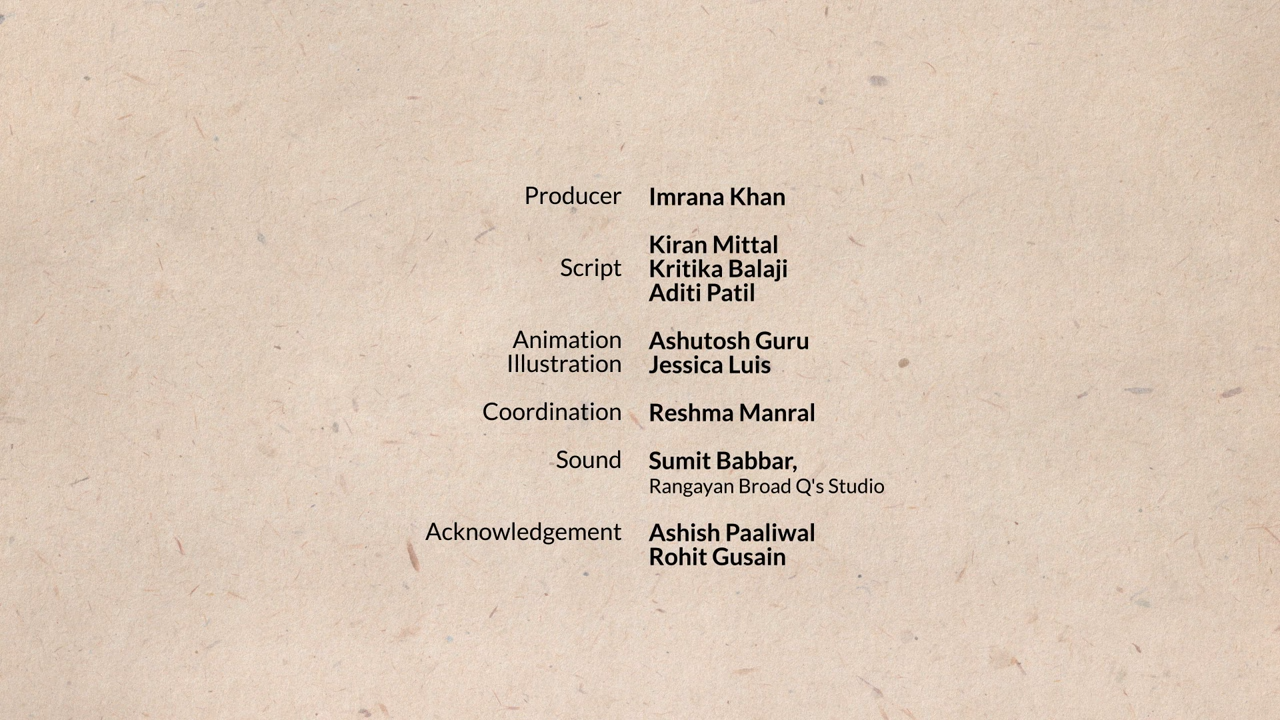 Producer Imrana Khan
Kiran Mittal
Script Kritika Balaji
Aditi Patil
Animation Ashutosh Guru
Illustration Jessica Luis
Coordination Reshma Manral
Sound Sumit Babbar,
Rangayan Broad Q's Studio
Acknowledgement Ashish Paaliwal
Rohit Gusain